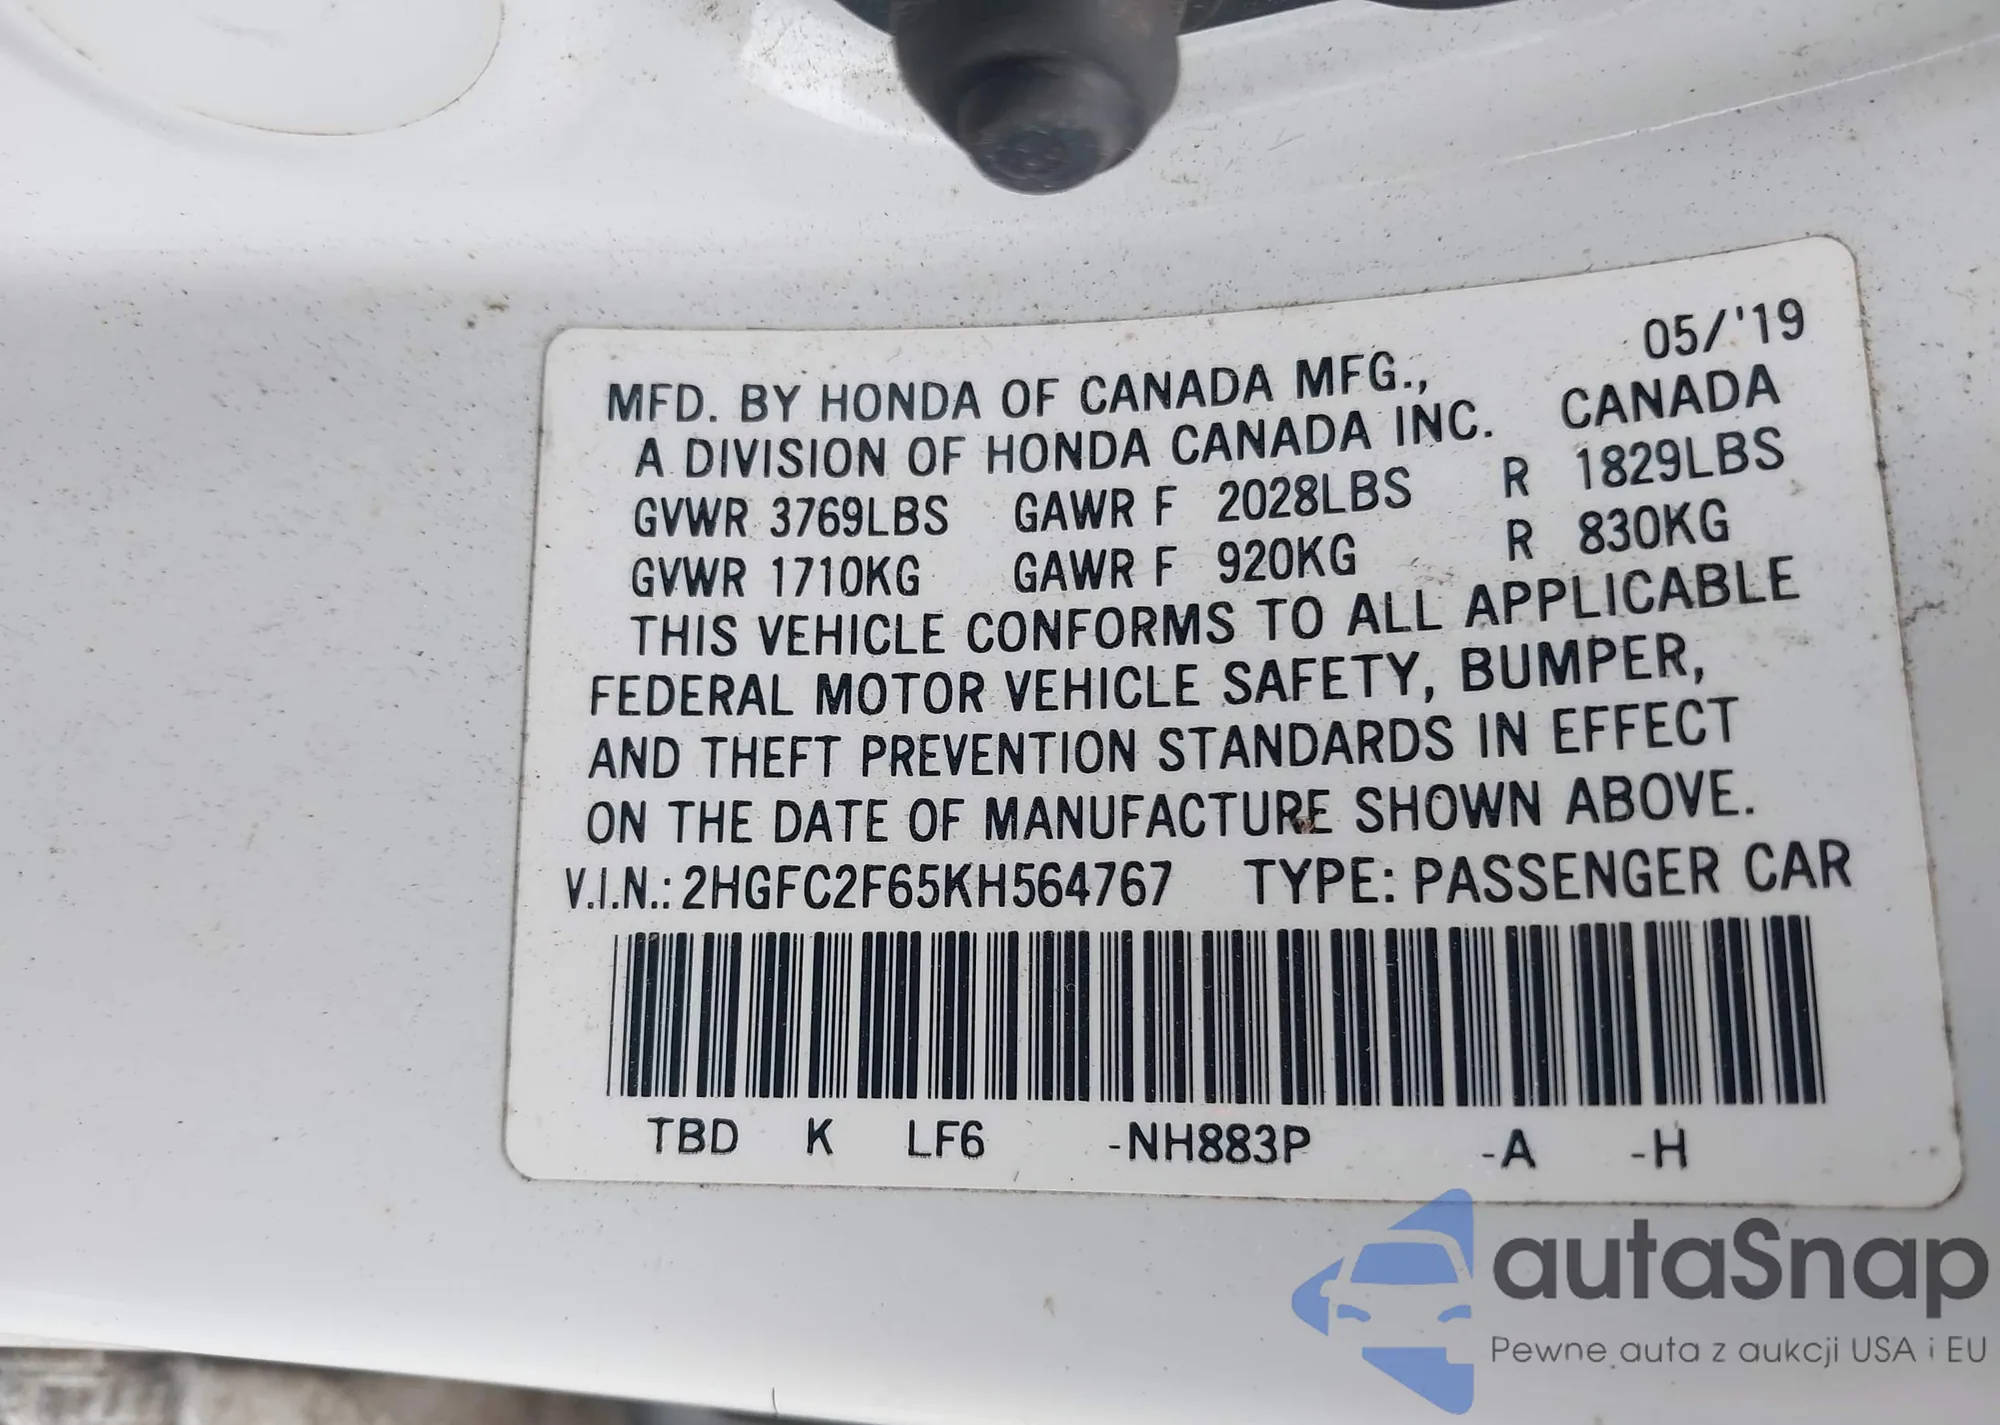 05/'19
MFD. BY HONDA OF CANADA MFG.,
A DIVISION OF HONDA CANADA INC. CANADA
GVWR 3769LBS GAWR F 2028LBS R 1829LBS
GVWR 1710KG GAWR F 920KG R 830KG
THIS VEHICLE CONFORMS TO ALL APPLICABLE
FEDERAL MOTOR VEHICLE SAFETY, BUMPER,
AND THEFT PREVENTION STANDARDS IN EFFECT
ON THE DATE OF MANUFACTURE SHOWN ABOVE.
V.I.N.: 2HGFC2F65KH564767 TYPE: PASSENGER CAR
TBD K LF6 -NH883P -A -H
autaSnap
Pewne auta z aukcji USA i EU